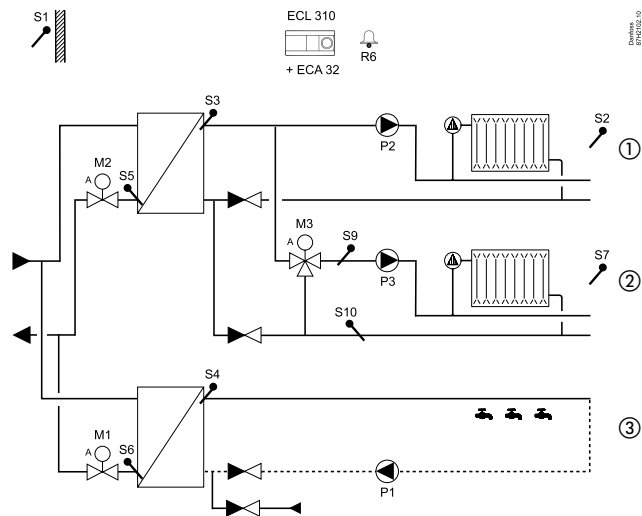 S1
ECL 310
+ ECA 32
R6
Danfoss
87H2102.10
S3
P2
S2
①
M2
A
S5
M3
A
S9
P3
S7
②
S10
S4
M1
A
S6
P1
③